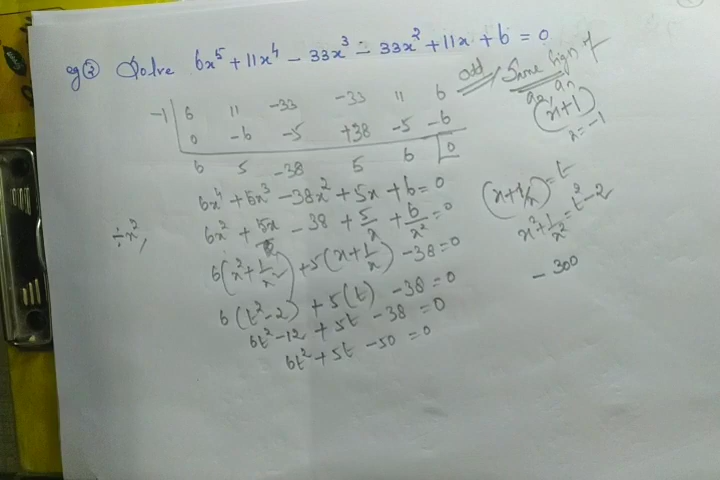 eg② Solve 6x⁵ + 11x⁴ - 33x³ - 33x² + 11x + 6 = 0
odd / Same sign of
a₀, aₙ
(x+1)
x = -1
-1 | 6 11 -33 -33 11 6
0 -6 -5 +38 -5 -6
6 5 -38 5 6 0
6x⁴ + 5x³ - 38x² + 5x + 6 = 0
÷x², 6x² + 5x - 38 + 5/x + 6/x² = 0
(x+1/x) = t
x² + 1/x² = t² - 2
6(x² + 1/x²) + 5(x + 1/x) - 38 = 0
6(t² - 2) + 5(t) - 38 = 0
- 300
6t² - 12 + 5t - 38 = 0
6t² + 5t - 50 = 0